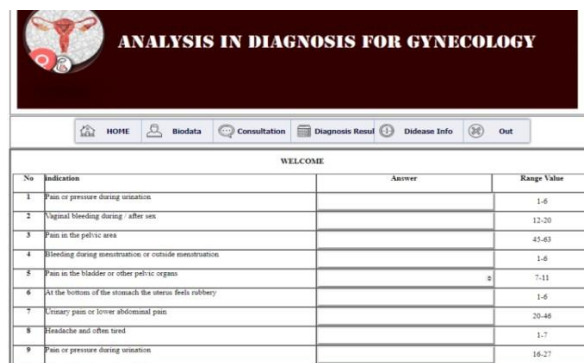 ANALYSIS IN DIAGNOSIS FOR GYNECOLOGY
HOME Biodata Consultation Diagnosis Resul Didease Info Out
WELCOME
No Indication Answer Range Value
1 Pain or pressure during urination 1-6
2 Vaginal bleeding during / after sex 12-20
3 Pain in the pelvic area 45-63
4 Bleeding during menstruation or outside menstruation 1-6
5 Pain in the bladder or other pelvic organs 7-11
6 At the bottom of the stomach the uterus feels rubbery 1-6
7 Urinary pain or lower abdominal pain 20-46
8 Headache and often tired 1-7
9 Pain or pressure during urination 16-27